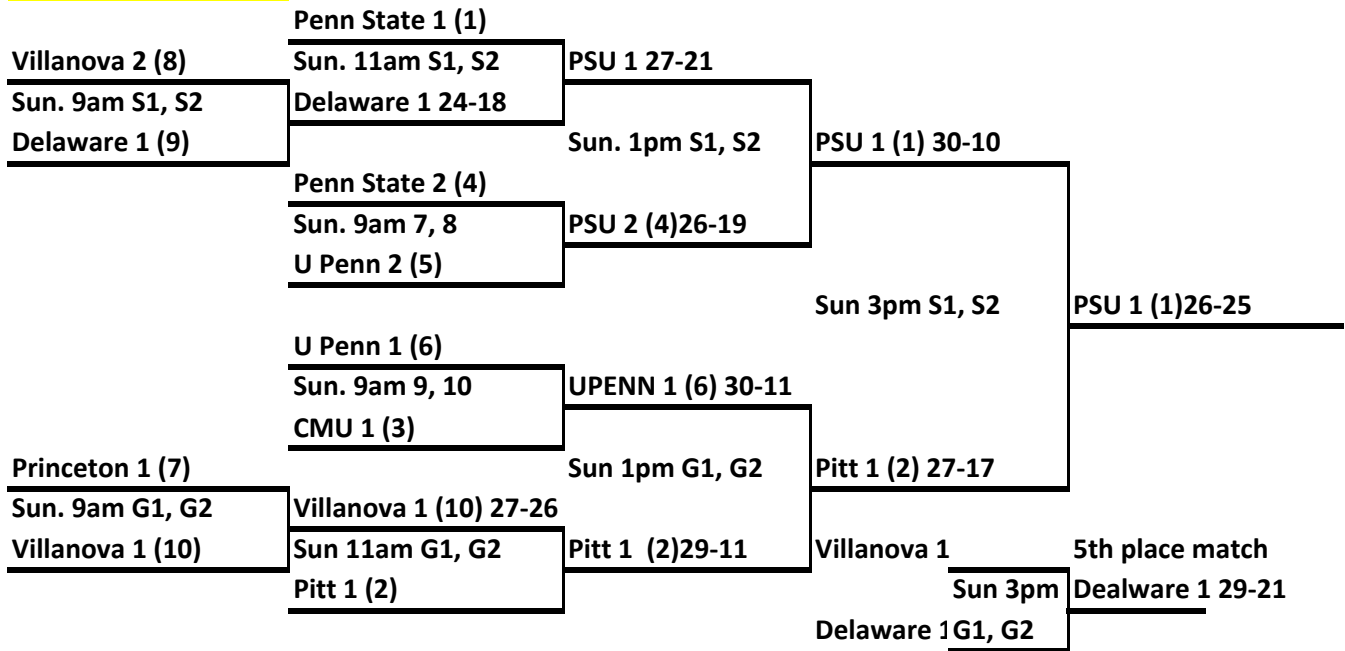 Penn State 1 (1)
Villanova 2 (8) Sun. 11am S1, S2 PSU 1 27-21
Sun. 9am S1, S2 Delaware 1 24-18
Delaware 1 (9) Sun. 1pm S1, S2 PSU 1 (1) 30-10
Penn State 2 (4)
Sun. 9am 7, 8 PSU 2 (4)26-19
U Penn 2 (5)
Sun 3pm S1, S2 PSU 1 (1)26-25
U Penn 1 (6)
Sun. 9am 9, 10 UPENN 1 (6) 30-11
CMU 1 (3)
Princeton 1 (7) Sun 1pm G1, G2 Pitt 1 (2) 27-17
Sun. 9am G1, G2 Villanova 1 (10) 27-26
Villanova 1 (10) Sun 11am G1, G2 Pitt 1 (2)29-11 Villanova 1 5th place match
Pitt 1 (2) Sun 3pm Dealware 1 29-21
Delaware 1 G1, G2